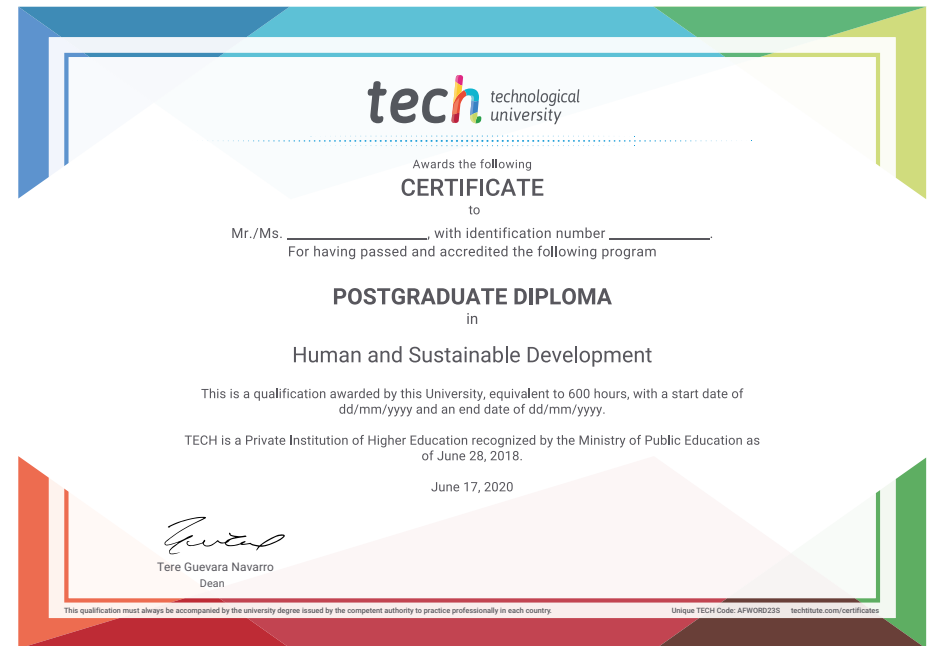 tech technological
university
Awards the following
CERTIFICATE
to
Mr./Ms. ____________________, with identification number ______________.
For having passed and accredited the following program
POSTGRADUATE DIPLOMA
in
Human and Sustainable Development
This is a qualification awarded by this University, equivalent to 600 hours, with a start date of
dd/mm/yyyy and an end date of dd/mm/yyyy.
TECH is a Private Institution of Higher Education recognized by the Ministry of Public Education as
of June 28, 2018.
June 17, 2020
Tere Guevara Navarro
Dean
This qualification must always be accompanied by the university degree issued by the competent authority to practice professionally in each country.
Unique TECH Code: AFWORD23S techtitute.com/certificates